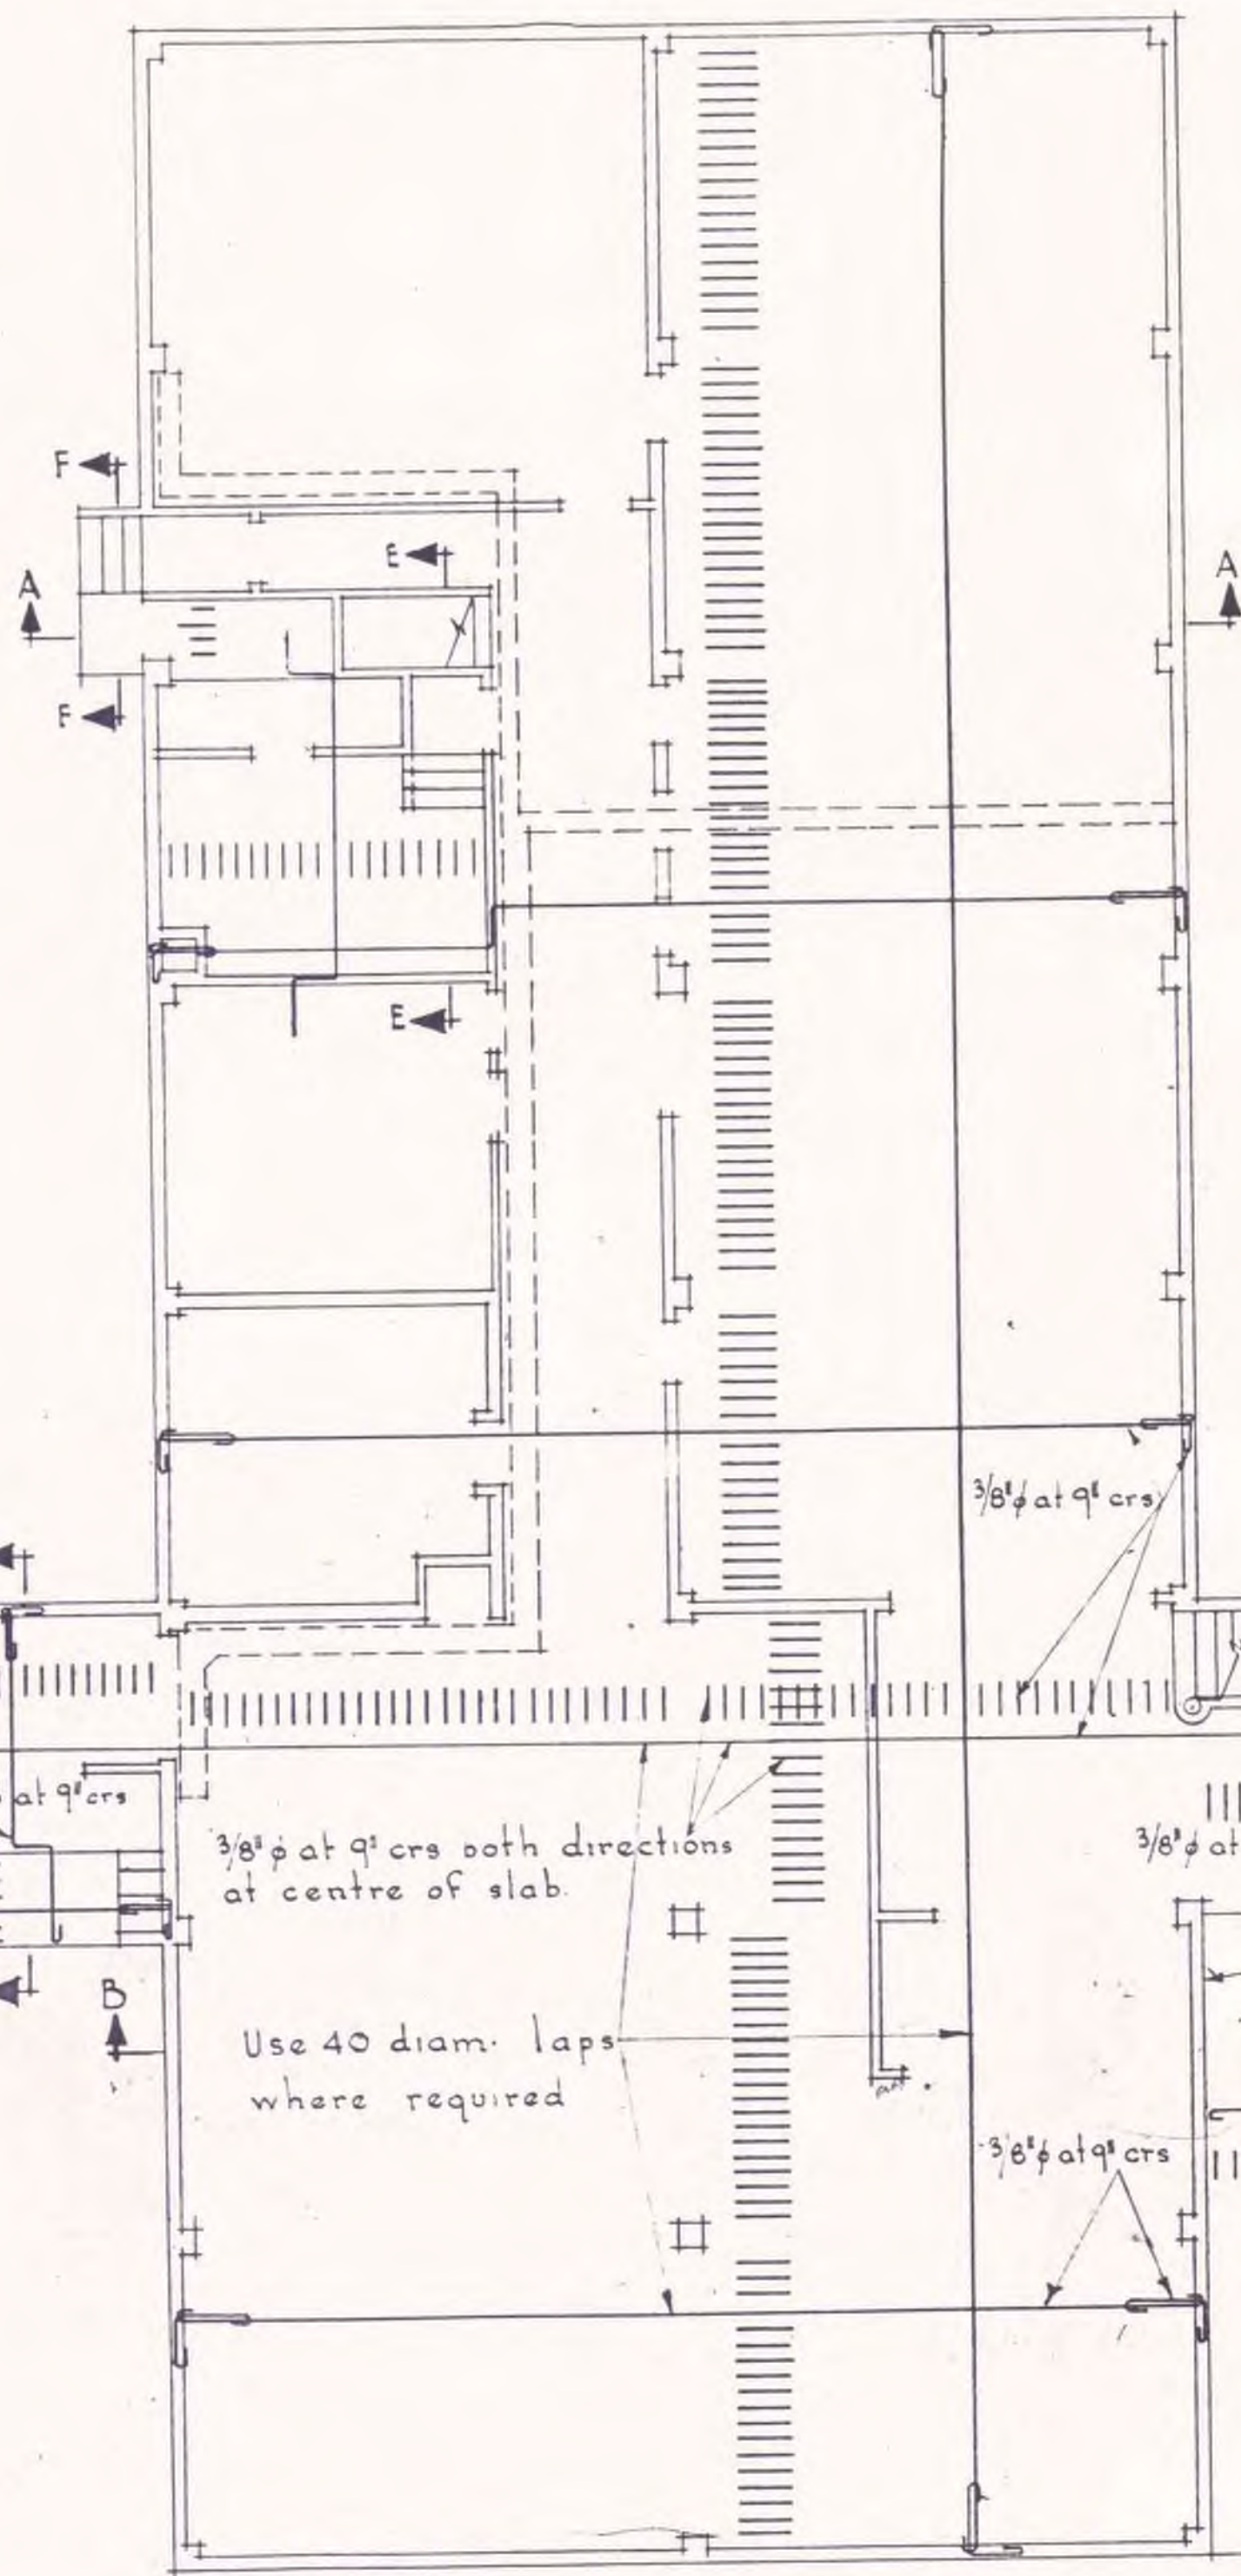 F
E
A
A
F
E
3/8"φ at 9" crs
at 9" crs
3/8"φ at 9" crs both directions
at centre of slab.
3/8"φ at
B
Use 40 diam. laps
where required
3/8"φ at 9" crs